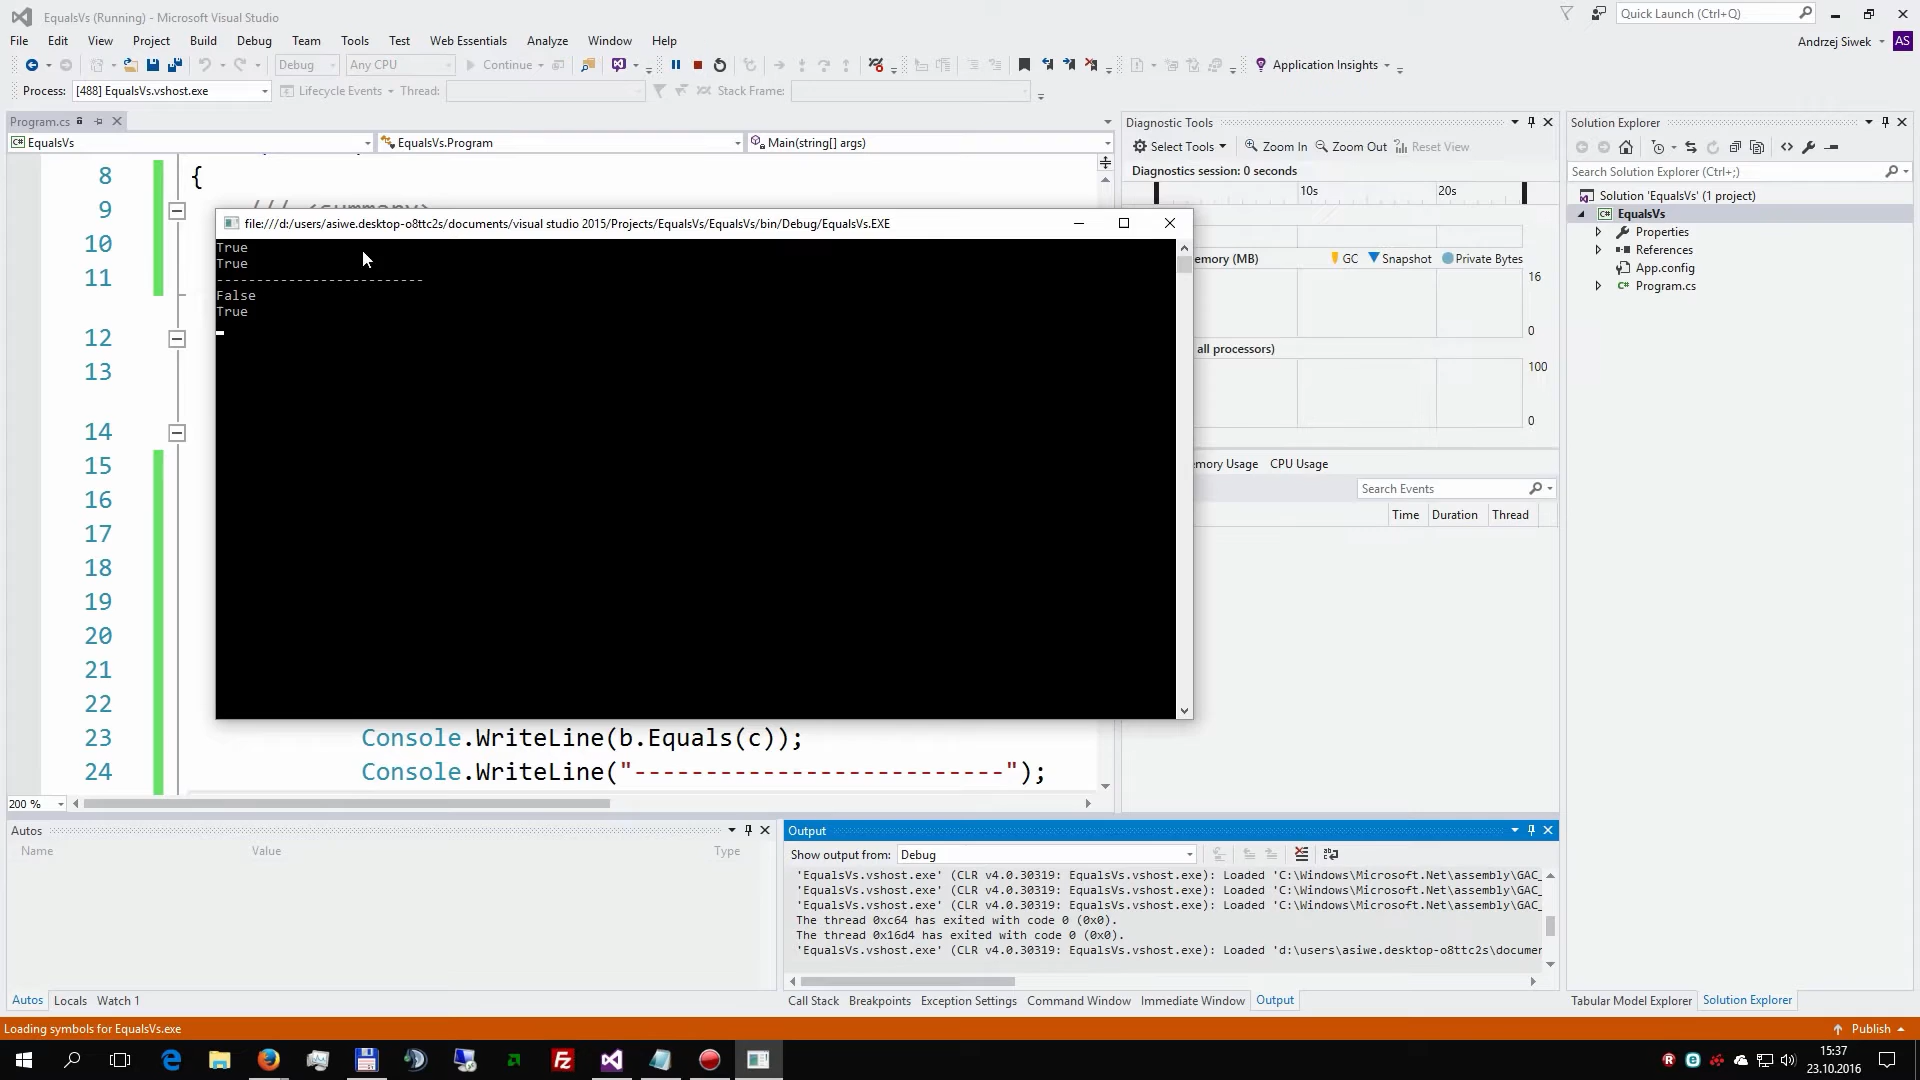 EqualsVs (Running) - Microsoft Visual Studio
Quick Launch (Ctrl+Q)
File Edit View Project Build Debug Team Tools Test Web Essentials Analyze Window Help
Andrzej Siwek AS
Debug Any CPU Continue Application Insights
Process: [488] EqualsVs.vshost.exe Lifecycle Events Thread: Stack Frame:
Program.cs
EqualsVs EqualsVs.Program Main(string[] args)
8 {
9 /// <summary>
10
11
12
13
14
15
16
17
18
19
20
21
22
23 Console.WriteLine(b.Equals(c));
24 Console.WriteLine("--------------------------");
200 %
file:///d:/users/asiwe.desktop-o8ttc2s/documents/visual studio 2015/Projects/EqualsVs/EqualsVs/bin/Debug/EqualsVs.EXE
True
True
--------------------------
False
True
Diagnostic Tools
Select Tools Zoom In Zoom Out Reset View
Diagnostics session: 0 seconds
10s 20s
emory (MB) GC Snapshot Private Bytes
16
0
all processors)
100
0
emory Usage CPU Usage
Search Events
Time Duration Thread
Solution Explorer
Search Solution Explorer (Ctrl+;)
Solution 'EqualsVs' (1 project)
C# EqualsVs
Properties
References
App.config
C# Program.cs
Autos
Name Value Type
Autos Locals Watch 1
Output
Show output from: Debug
'EqualsVs.vshost.exe' (CLR v4.0.30319: EqualsVs.vshost.exe): Loaded 'C:\Windows\Microsoft.Net\assembly\GAC_
'EqualsVs.vshost.exe' (CLR v4.0.30319: EqualsVs.vshost.exe): Loaded 'C:\Windows\Microsoft.Net\assembly\GAC_
'EqualsVs.vshost.exe' (CLR v4.0.30319: EqualsVs.vshost.exe): Loaded 'C:\Windows\Microsoft.Net\assembly\GAC_
The thread 0xc64 has exited with code 0 (0x0).
The thread 0x16d4 has exited with code 0 (0x0).
'EqualsVs.vshost.exe' (CLR v4.0.30319: EqualsVs.vshost.exe): Loaded 'd:\users\asiwe.desktop-o8ttc2s\documen
Call Stack Breakpoints Exception Settings Command Window Immediate Window Output
Tabular Model Explorer Solution Explorer
Loading symbols for EqualsVs.exe
Publish
15:37
23.10.2016